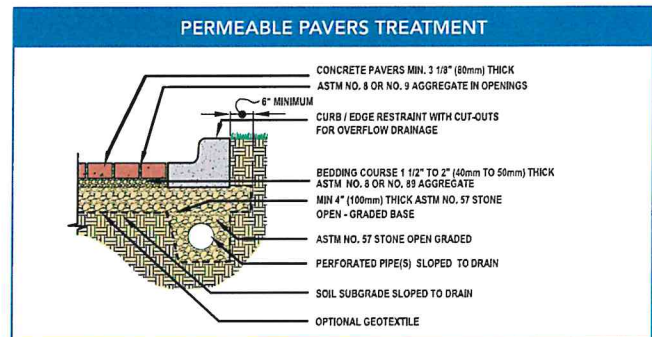 PERMEABLE PAVERS TREATMENT
CONCRETE PAVERS MIN. 3 1/8" (80mm) THICK
ASTM NO. 8 OR NO. 9 AGGREGATE IN OPENINGS
6" MINIMUM
CURB / EDGE RESTRAINT WITH CUT-OUTS
FOR OVERFLOW DRAINAGE
BEDDING COURSE 1 1/2" TO 2" (40mm TO 50mm) THICK
ASTM NO. 8 OR NO. 89 AGGREGATE
MIN 4" (100mm) THICK ASTM NO. 57 STONE
OPEN - GRADED BASE
ASTM NO. 57 STONE OPEN GRADED
PERFORATED PIPE(S) SLOPED TO DRAIN
SOIL SUBGRADE SLOPED TO DRAIN
OPTIONAL GEOTEXTILE